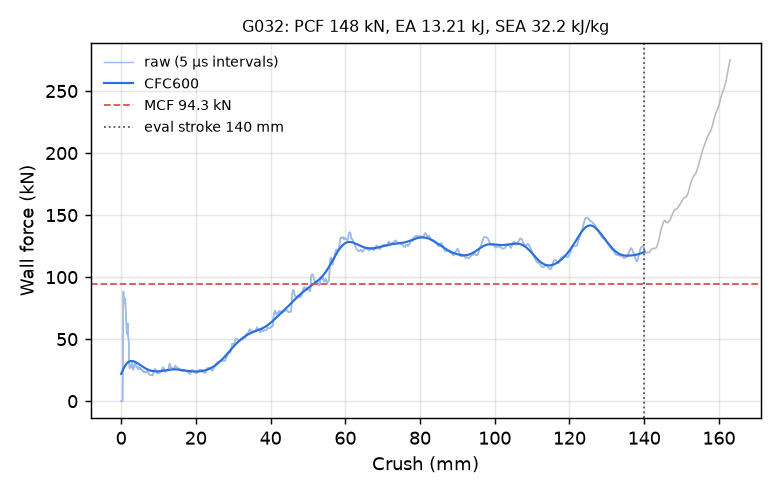 G032: PCF 148 kN, EA 13.21 kJ, SEA 32.2 kJ/kg
raw (5 µs intervals)
CFC600
MCF 94.3 kN
eval stroke 140 mm
Wall force (kN)
250
200
150
100
50
0
0 20 40 60 80 100 120 140 160
Crush (mm)